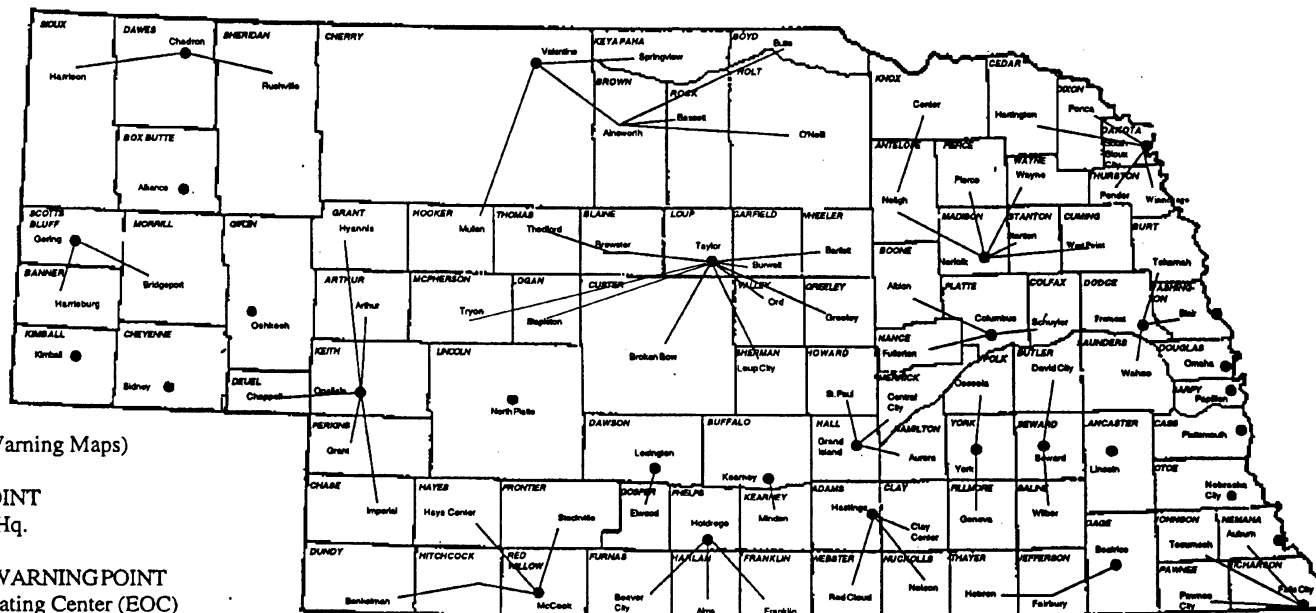 SIOUX
DAWES
SHERIDAN
CHERRY
KEYAPAHA
BOYD
Chadron
Valentine
Springview
Butte
CEDAR
Harrison
Rushville
BROWN
HOLT
KNOX
DIXON
ROCK
Bassett
Center
Hartington
Ponca
BOX BUTTE
Ainsworth
O'Neill
DAKOTA
South
Sioux
City
ANTELOPE
PIERCE
WAYNE
Wayne
Pierce
THURSTON
Alliance
Pender
Winnebago
Neligh
SCOTTS
BLUFF
MORRILL
GRANT
HOOKER
THOMAS
BLAINE
LOUP
GARFIELD
WHEELER
MADISON
STANTON
CUMING
BURT
Gering
Hyannis
Mullen
Thedford
Brewster
Taylor
Bartlett
Stanton
West Point
BOONE
Norfolk
Burwell
Tekamah
BANNER
Bridgeport
ARTHUR
MCPHERSON
LOGAN
CUSTER
VALLEY
GREELEY
PLATTE
COLFAX
DODGE
Harrisburg
Arthur
Albion
Ord
Oshkosh
Tryon
Stapleton
Greeley
Columbus
Schuyler
Fremont
Blair
KIMBALL
CHEYENNE
NANCE
Fullerton
KEITH
LINCOLN
Broken Bow
SHERMAN
HOWARD
POLK
BUTLER
SAUNDERS
DOUGLAS
Kimball
Loup City
David City
Wahoo
Omaha
Sidney
DEUEL
Chappell
Ogallala
MERRICK
Osceola
SARPY
Papillion
North Platte
St. Paul
Central
City
PERKINS
DAWSON
BUFFALO
HALL
HAMILTON
YORK
SEWARD
LANCASTER
CASS
Grant
Grand
Island
Plattsmouth
Warning Maps)
Lexington
Aurora
York
Seward
Lincoln
OTOE
Kearney
CHASE
HAYES
FRONTIER
GOSPER
PHELPS
KEARNEY
ADAMS
CLAY
FILLMORE
SALINE
Nebraska
City
OINT
Imperial
Hays Center
Stockville
Elwood
Minden
Hastings
Geneva
Wilber
Hq.
Holdrege
Clay
Center
GAGE
JOHNSON
NEMAHA
Auburn
DUNDY
HITCHCOCK
RED
WILLOW
FURNAS
HARLAN
FRANKLIN
WEBSTER
NUCKOLLS
THAYER
JEFFERSON
Beatrice
Tecumseh
PAWNEE
WARNING POINT
Benkelman
McCook
Beaver
City
Alma
Franklin
Red Cloud
Nelson
Hebron
Fairbury
Pawnee
City
Falls City
ating Center (EOC)